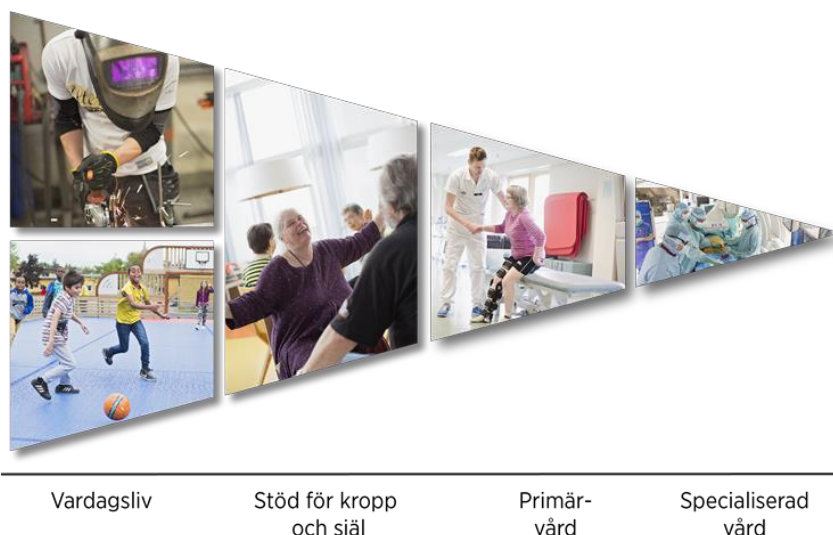 Vardagsliv
Stöd för kropp
och själ
Primär-
vård
Specialiserad
vård